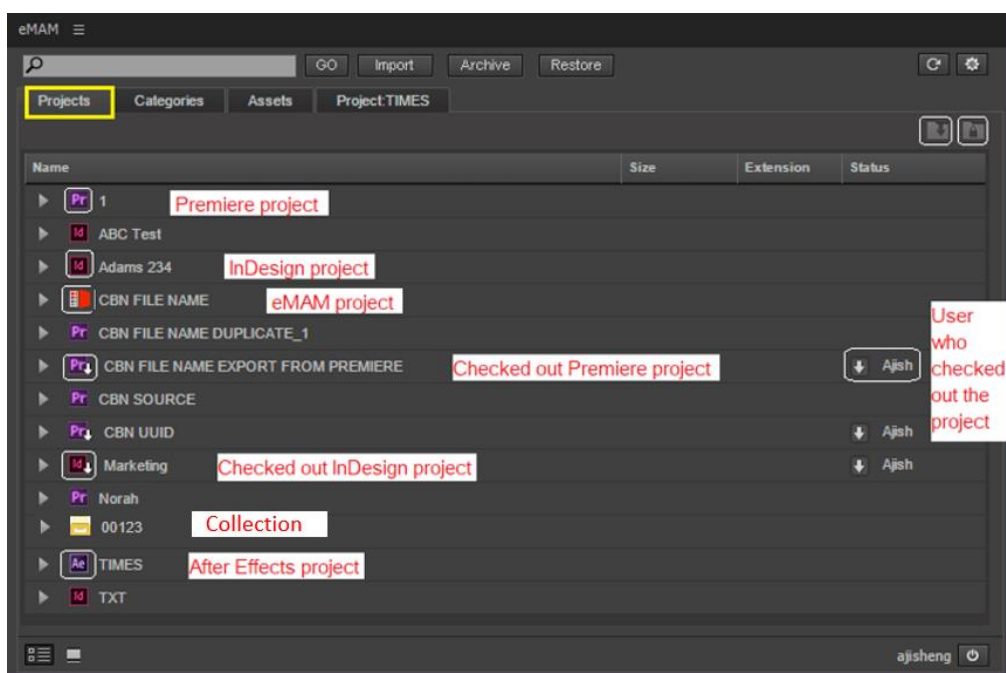 eMAM
GO Import Archive Restore
Projects Categories Assets Project:TIMES
Name Size Extension Status
Pr 1 Premiere project
Id ABC Test
Id Adams 234 InDesign project
CBN FILE NAME eMAM project
Pr CBN FILE NAME DUPLICATE_1
Pr CBN FILE NAME EXPORT FROM PREMIERE Checked out Premiere project Ajish
User
who
checked
out the
project
Pr CBN SOURCE
Pr CBN UUID Ajish
Id Marketing Checked out InDesign project Ajish
Pr Norah
00123 Collection
Ae TIMES After Effects project
Id TXT
ajisheng